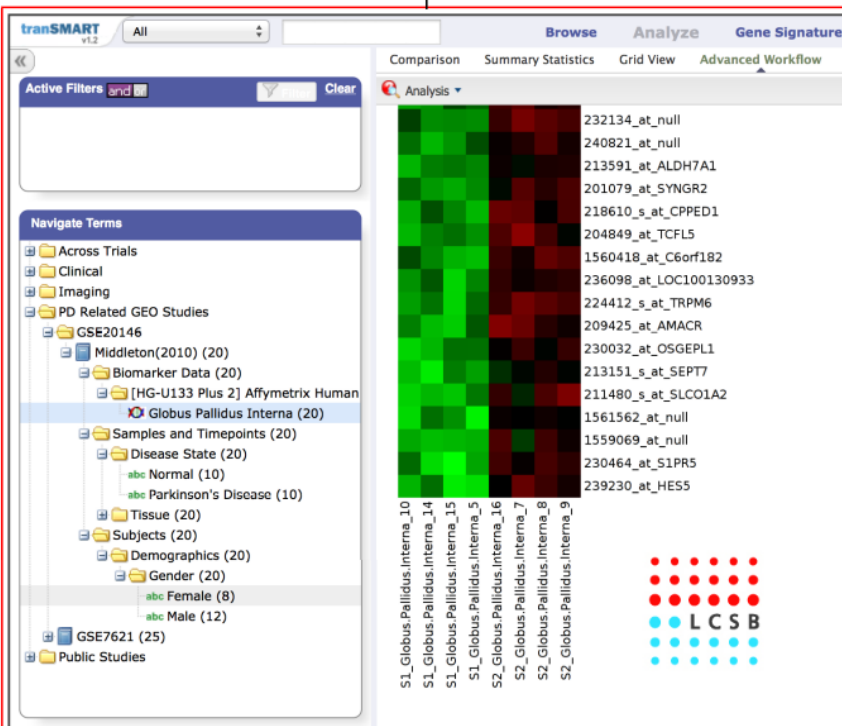 tranSMART
v1.2
All
Browse Analyze Gene Signature
Comparison Summary Statistics Grid View Advanced Workflow
Active Filters and or Filter Clear
Analysis
Navigate Terms
Across Trials
Clinical
Imaging
PD Related GEO Studies
GSE20146
Middleton(2010) (20)
Biomarker Data (20)
[HG-U133 Plus 2] Affymetrix Human
Globus Pallidus Interna (20)
Samples and Timepoints (20)
Disease State (20)
abc Normal (10)
abc Parkinson's Disease (10)
Tissue (20)
Subjects (20)
Demographics (20)
Gender (20)
abc Female (8)
abc Male (12)
GSE7621 (25)
Public Studies
232134_at_null
240821_at_null
213591_at_ALDH7A1
201079_at_SYNGR2
218610_s_at_CPPED1
204849_at_TCFL5
1560418_at_C6orf182
236098_at_LOC100130933
224412_s_at_TRPM6
209425_at_AMACR
230032_at_OSGEPL1
213151_s_at_SEPT7
211480_s_at_SLCO1A2
1561562_at_null
1559069_at_null
230464_at_S1PR5
239230_at_HES5
S1_Globus.Pallidus.Interna_10
S1_Globus.Pallidus.Interna_14
S1_Globus.Pallidus.Interna_15
S1_Globus.Pallidus.Interna_5
S2_Globus.Pallidus.Interna_16
S2_Globus.Pallidus.Interna_7
S2_Globus.Pallidus.Interna_8
S2_Globus.Pallidus.Interna_9
LCSB